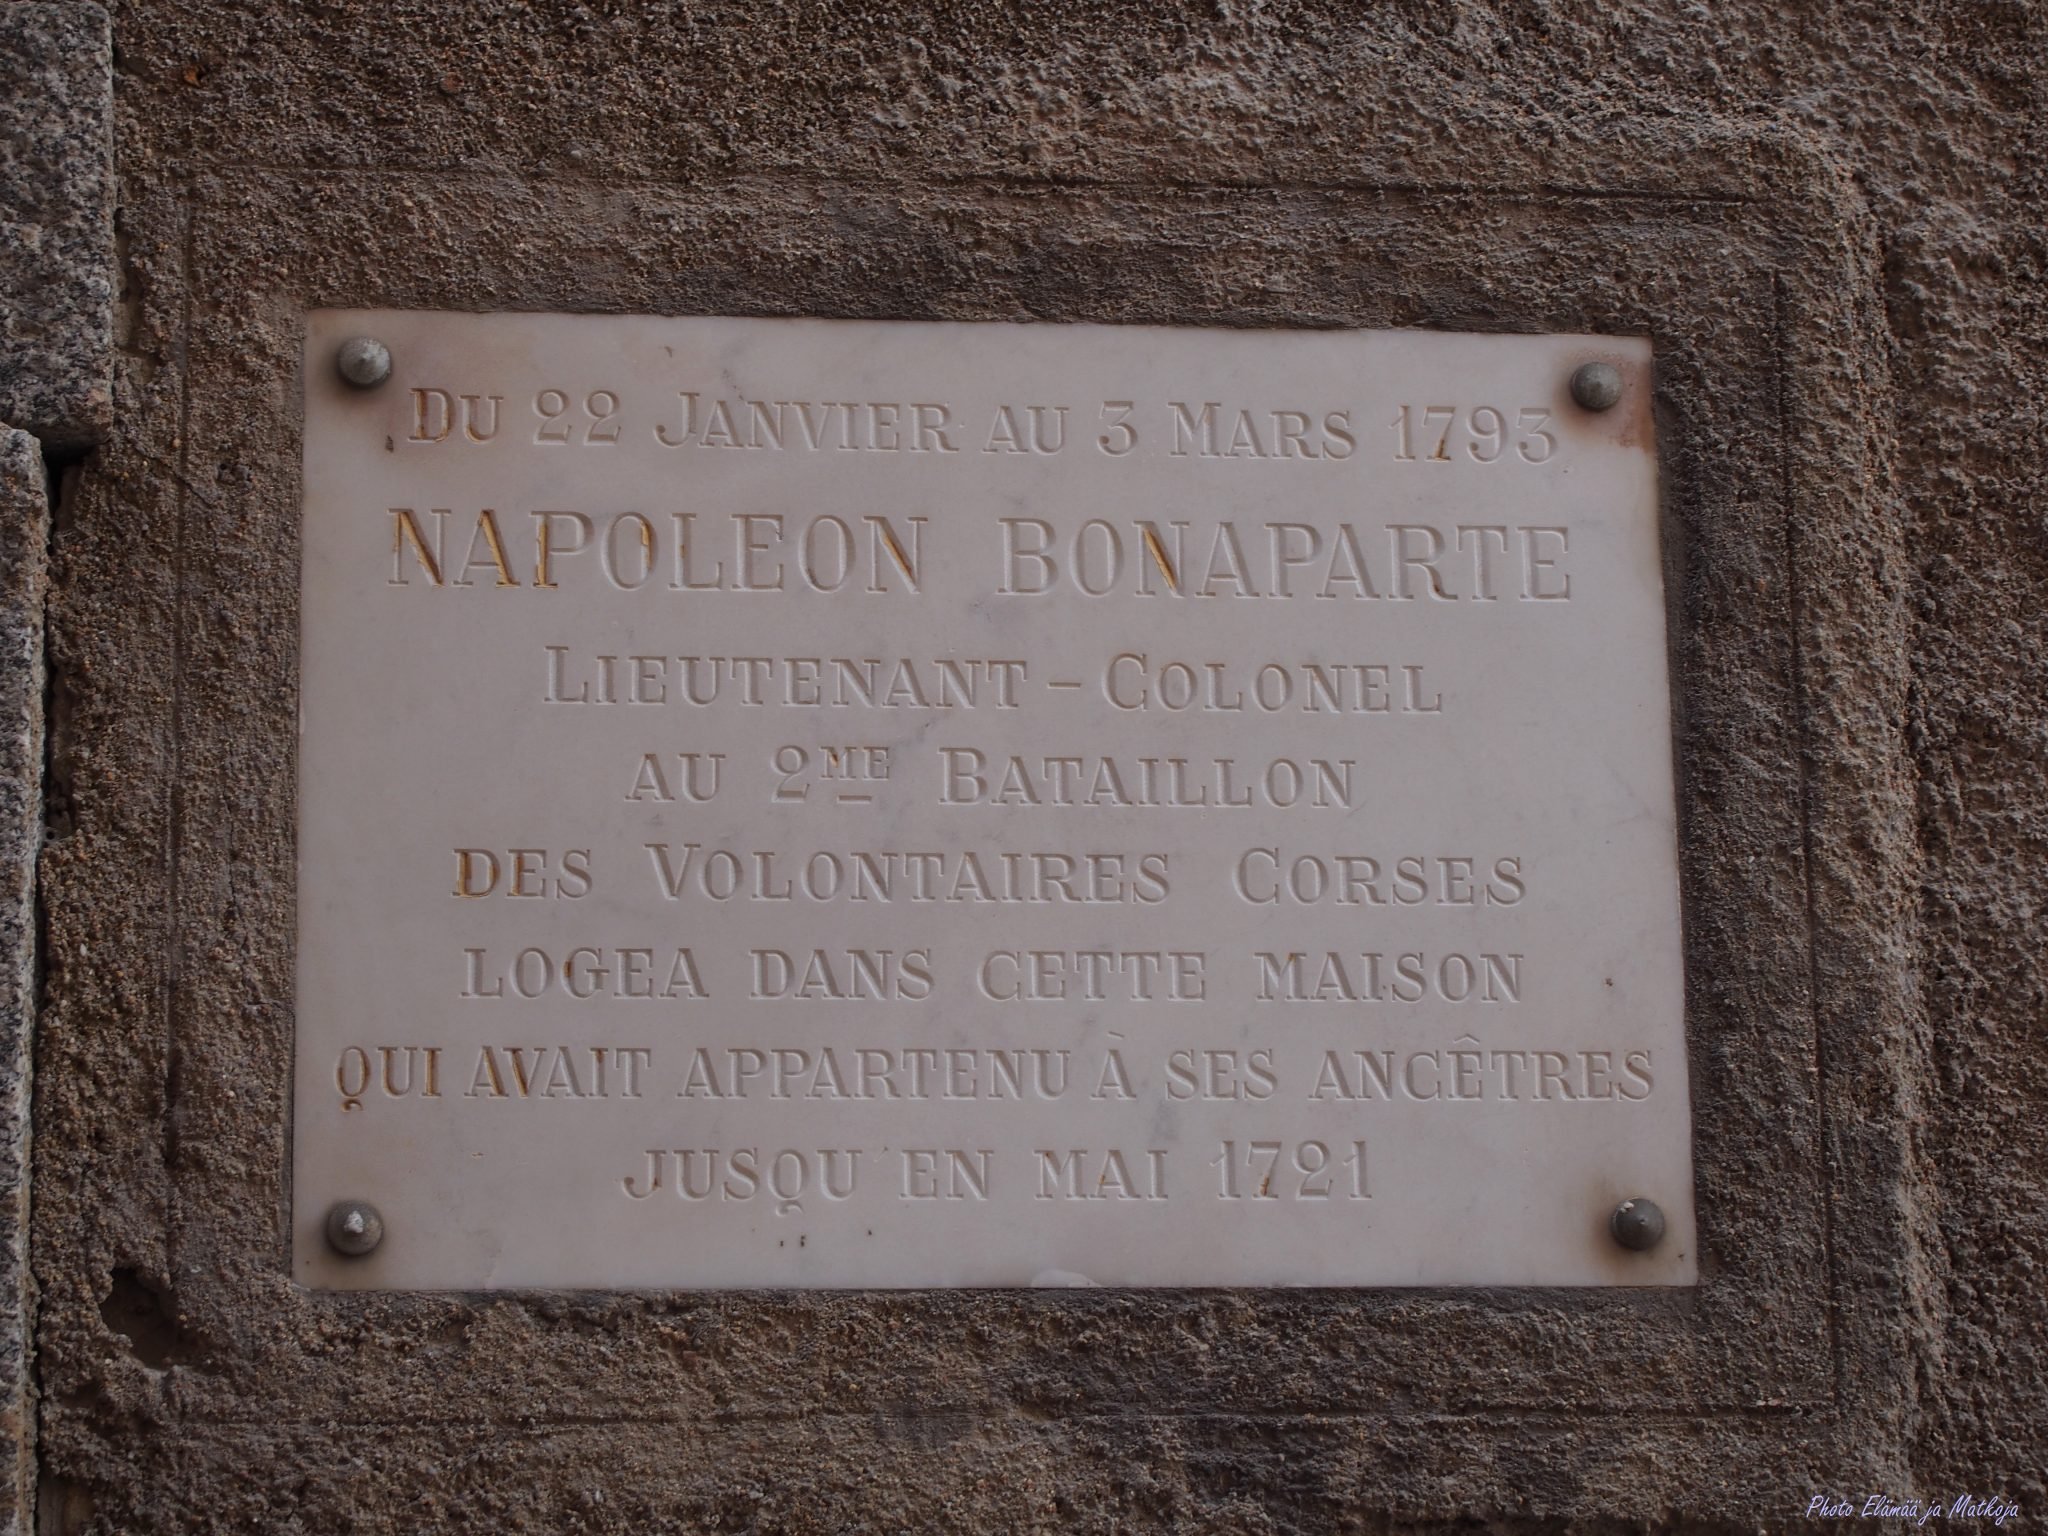 Du 22 Janvier au 3 Mars 1793
NAPOLEON BONAPARTE
Lieutenant-Colonel
au 2me Bataillon
des Volontaires Corses
logea dans cette maison
qui avait appartenu à ses ancêtres
jusqu'en mai 1721
Photo Elämää ja Matkoja